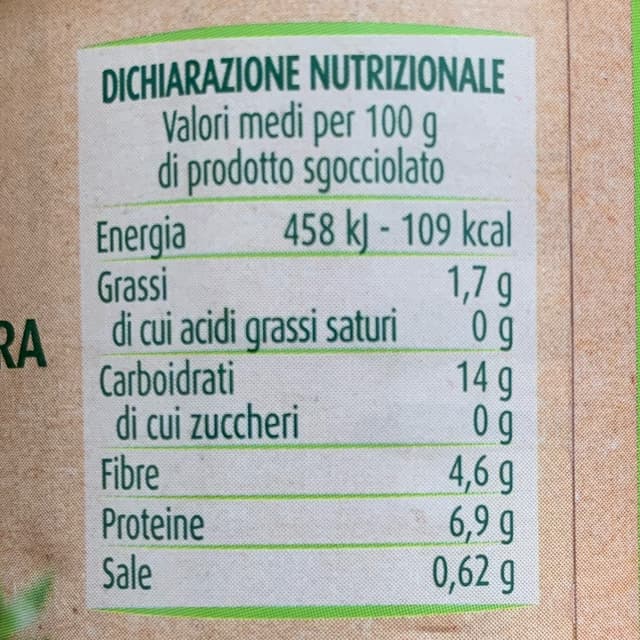 DICHIARAZIONE NUTRIZIONALE
Valori medi per 100 g
di prodotto sgocciolato
Energia 458 kJ - 109 kcal
Grassi 1,7 g
di cui acidi grassi saturi 0 g
Carboidrati 14 g
di cui zuccheri 0 g
Fibre 4,6 g
Proteine 6,9 g
Sale 0,62 g
RA